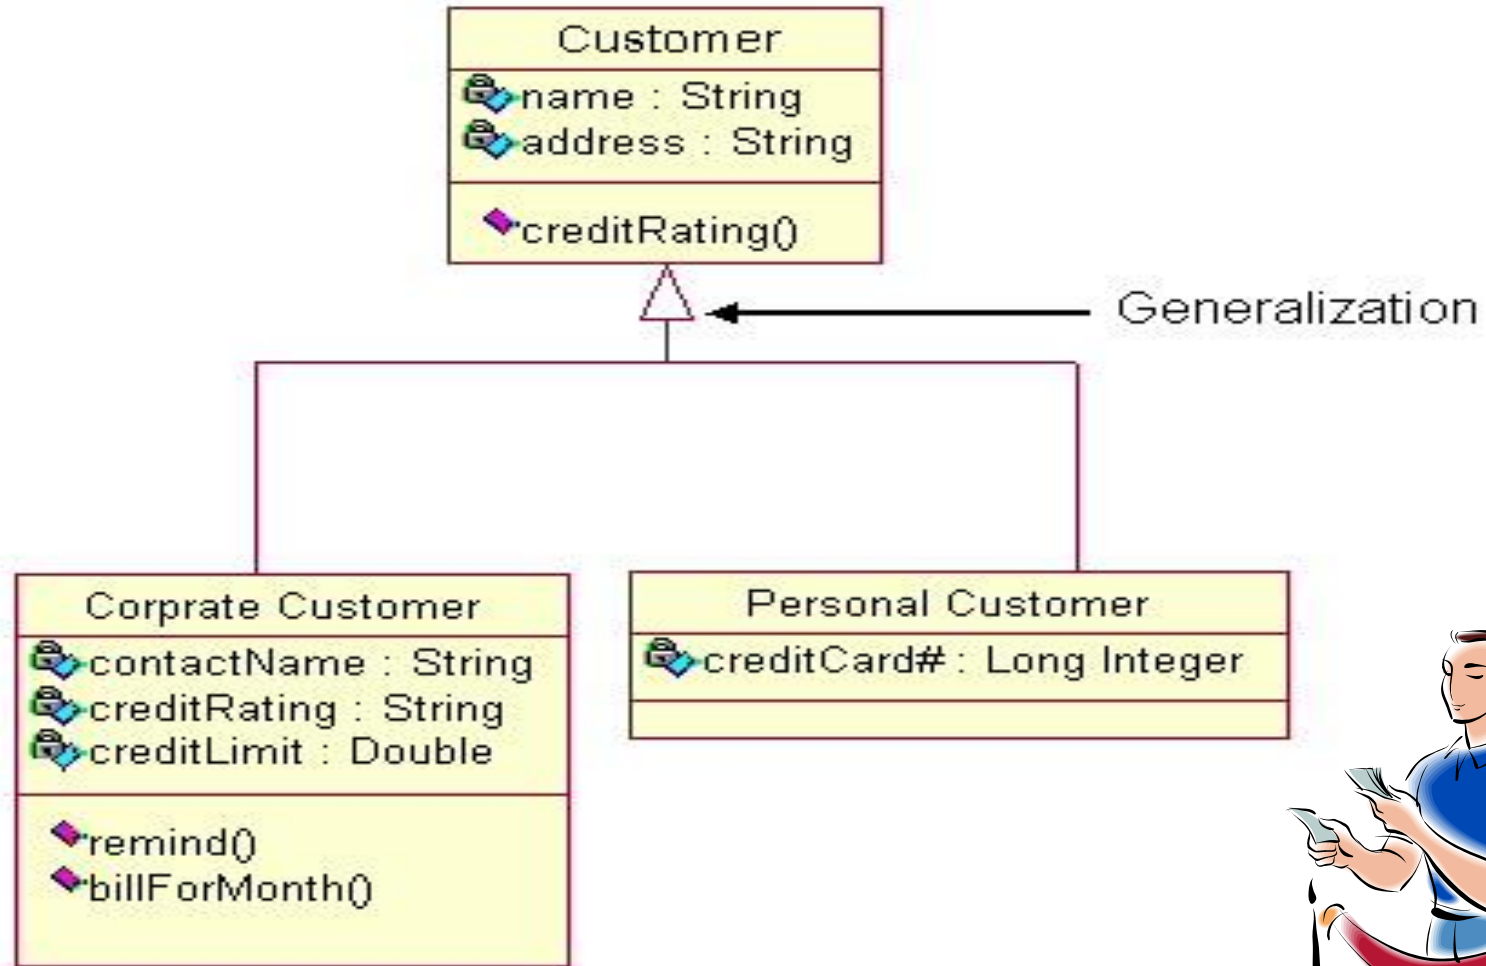 Customer
name : String
address : String
creditRating()
Generalization
Corprate Customer
contactName : String
creditRating : String
creditLimit : Double
remind()
billForMonth()
Personal Customer
creditCard# : Long Integer